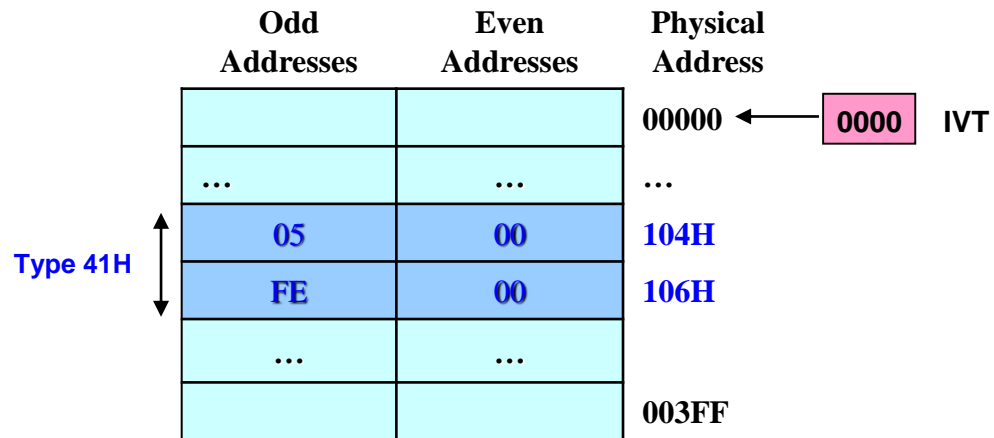 Odd Addresses Even Addresses Physical Address
00000 0000 IVT
... ... ...
05 00 104H
Type 41H
FE 00 106H
... ...
003FF